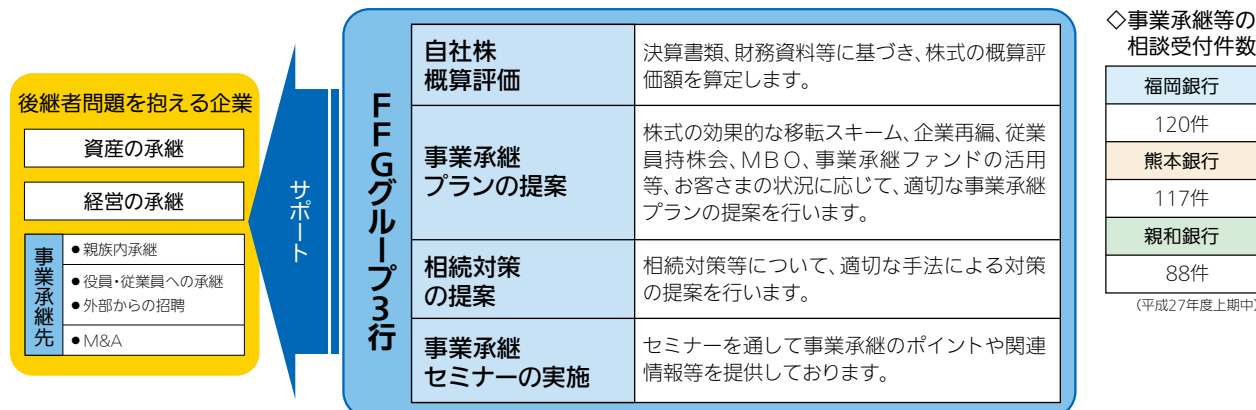 後継者問題を抱える企業
資産の承継
経営の承継
事業承継先
●親族内承継
●役員・従業員への承継
●外部からの招聘
●M&A
サポート
FFGグループ3行
自社株
概算評価
決算書類、財務資料等に基づき、株式の概算評
価額を算定します。
事業承継
プランの提案
株式の効果的な移転スキーム、企業再編、従業
員持株会、MBO、事業承継ファンドの活用
等、お客さまの状況に応じて、適切な事業承継
プランの提案を行います。
相続対策
の提案
相続対策等について、適切な手法による対策
の提案を行います。
事業承継
セミナーの実施
セミナーを通して事業承継のポイントや関連
情報等を提供しております。
◇事業承継等の
相談受付件数
福岡銀行
120件
熊本銀行
117件
親和銀行
88件
(平成27年度上期中)